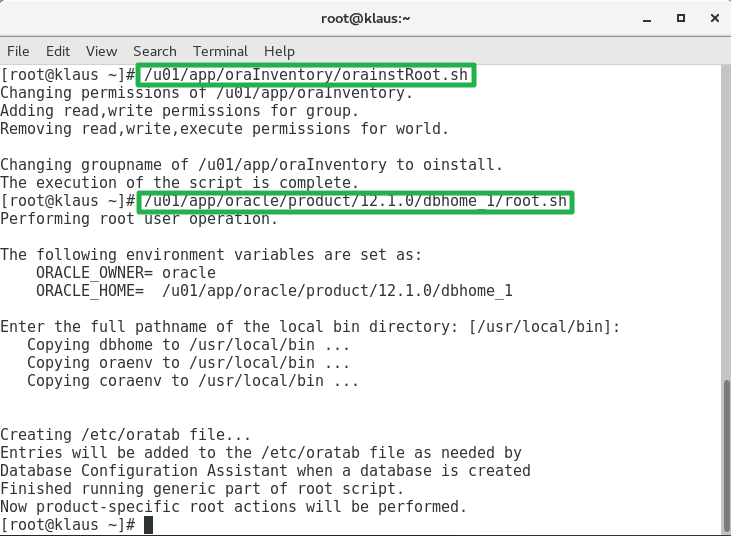 root@klaus:~
File Edit View Search Terminal Help
[root@klaus ~]# /u01/app/oraInventory/orainstRoot.sh
Changing permissions of /u01/app/oraInventory.
Adding read,write permissions for group.
Removing read,write,execute permissions for world.
Changing groupname of /u01/app/oraInventory to oinstall.
The execution of the script is complete.
[root@klaus ~]# /u01/app/oracle/product/12.1.0/dbhome_1/root.sh
Performing root user operation.
The following environment variables are set as:
ORACLE_OWNER= oracle
ORACLE_HOME=  /u01/app/oracle/product/12.1.0/dbhome_1
Enter the full pathname of the local bin directory: [/usr/local/bin]:
Copying dbhome to /usr/local/bin ...
Copying oraenv to /usr/local/bin ...
Copying coraenv to /usr/local/bin ...
Creating /etc/oratab file...
Entries will be added to the /etc/oratab file as needed by
Database Configuration Assistant when a database is created
Finished running generic part of root script.
Now product-specific root actions will be performed.
[root@klaus ~]#